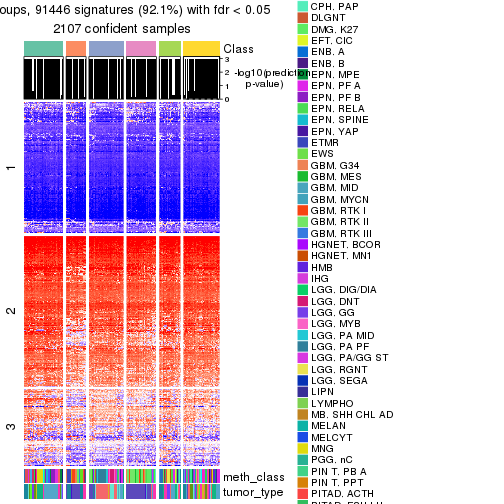 oups, 91446 signatures (92.1%) with fdr < 0.05
2107 confident samples
Class
3
2
1
0
-log10(prediction
p-value)
1
2
3
meth_class
tumor_type
CPH. PAP
DLGNT
DMG. K27
EFT. CIC
ENB. A
ENB. B
EPN. MPE
EPN. PF A
EPN. PF B
EPN. RELA
EPN. SPINE
EPN. YAP
ETMR
EWS
GBM. G34
GBM. MES
GBM. MID
GBM. MYCN
GBM. RTK I
GBM. RTK II
GBM. RTK III
HGNET. BCOR
HGNET. MN1
HMB
IHG
LGG. DIG/DIA
LGG. DNT
LGG. GG
LGG. MYB
LGG. PA MID
LGG. PA PF
LGG. PA/GG ST
LGG. RGNT
LGG. SEGA
LIPN
LYMPHO
MB. SHH CHL AD
MELAN
MELCYT
MNG
PGG. nC
PIN T. PB A
PIN T. PPT
PITAD. ACTH